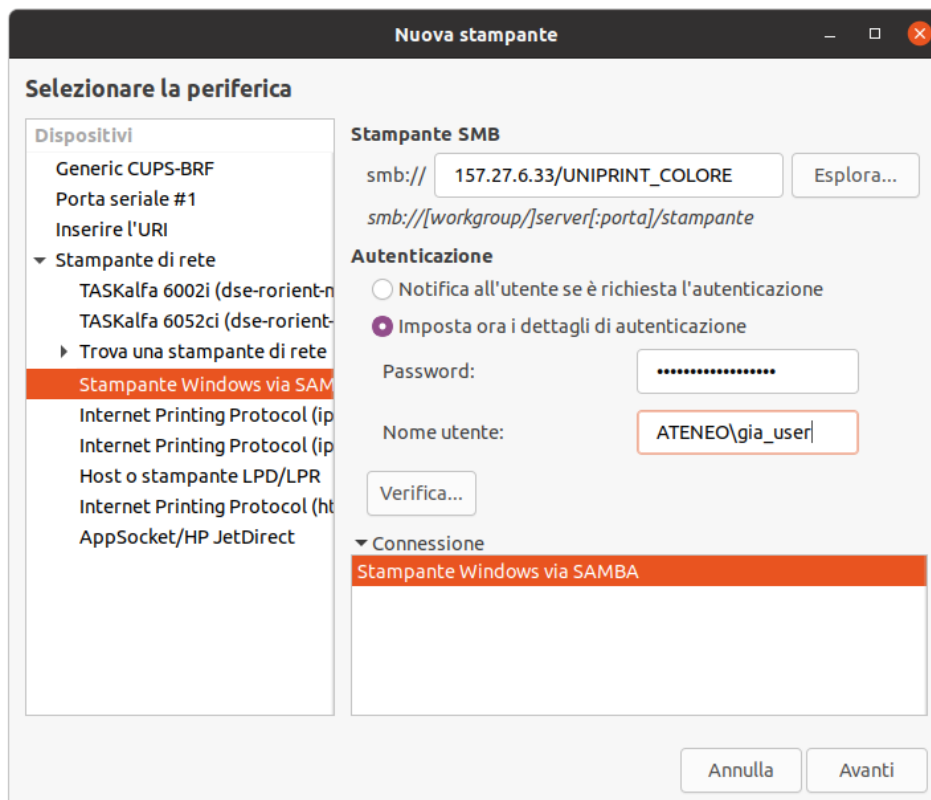 Nuova stampante
Selezionare la periferica
Dispositivi
Generic CUPS-BRF
Porta seriale #1
Inserire l'URI
Stampante di rete
TASKalfa 6002i (dse-rorient-n
TASKalfa 6052ci (dse-rorient-
Trova una stampante di rete
Stampante Windows via SAM
Internet Printing Protocol (ip
Internet Printing Protocol (ip
Host o stampante LPD/LPR
Internet Printing Protocol (ht
AppSocket/HP JetDirect
Stampante SMB
smb:// 157.27.6.33/UNIPRINT_COLORE Esplora...
smb://[workgroup/]server[:porta]/stampante
Autenticazione
Notifica all'utente se è richiesta l'autenticazione
Imposta ora i dettagli di autenticazione
Password: ••••••••••••••••••
Nome utente: ATENEO\gia_user
Verifica...
Connessione
Stampante Windows via SAMBA
Annulla Avanti